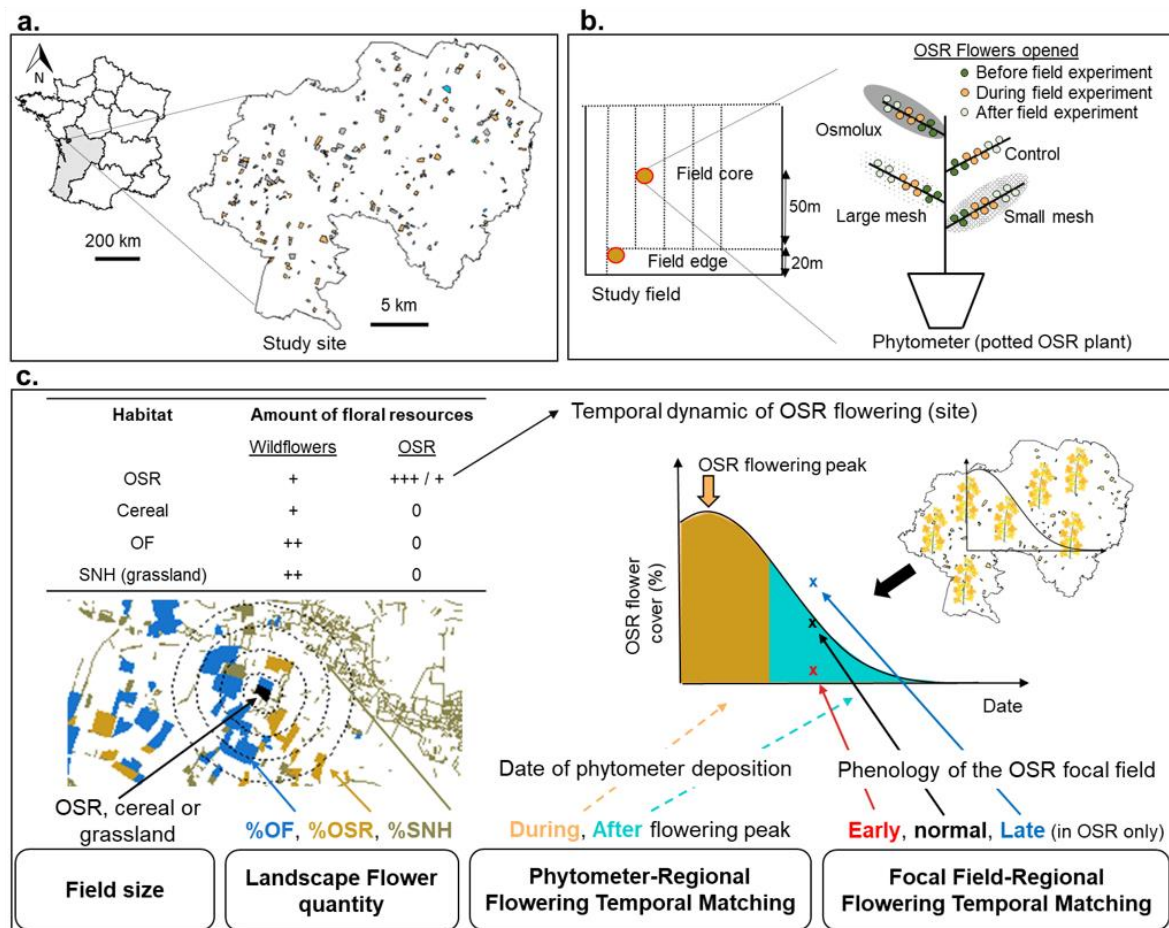 a.
N
200 km
5 km
Study site
b.
OSR Flowers opened
Before field experiment
During field experiment
After field experiment
Osmolux
Control
Large mesh
Small mesh
Field core
50m
Field edge
20m
Study field
Phytometer (potted OSR plant)
c.
Habitat Amount of floral resources
Wildflowers OSR
OSR + +++ / +
Cereal + 0
OF ++ 0
SNH (grassland) ++ 0
Temporal dynamic of OSR flowering (site)
OSR flowering peak
OSR flower
cover (%)
x
x
x
Date
OSR, cereal or
grassland
%OF, %OSR, %SNH
Date of phytometer deposition
During, After flowering peak
Phenology of the OSR focal field
Early, normal, Late (in OSR only)
Field size
Landscape Flower
quantity
Phytometer-Regional
Flowering Temporal Matching
Focal Field-Regional
Flowering Temporal Matching